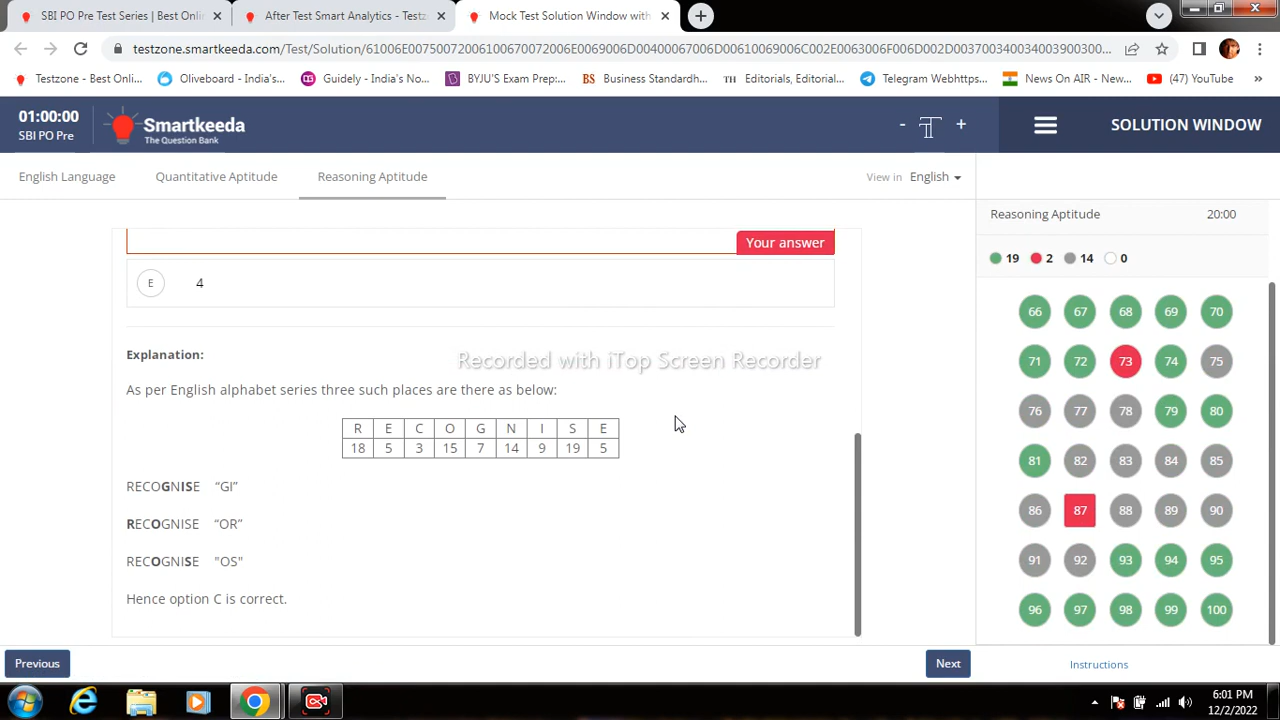 SBI PO Pre Test Series | Best Onli
After Test Smart Analytics - Testz
Mock Test Solution Window with
testzone.smartkeeda.com/Test/Solution/61006E00750072006100670072006E0069006D00400067006D00610069006C002E0063006F006D002D00370034003400390030 0...
Testzone - Best Onli...
Oliveboard - India's...
Guidely - India's No...
BYJU'S Exam Prep:...
BS Business Standardh...
TH Editorials, Editorial...
Telegram Webhttps...
News On AIR - New...
(47) YouTube
»
01:00:00
SBI PO Pre
Smartkeeda
The Question Bank
- T +
SOLUTION WINDOW
English Language
Quantitative Aptitude
Reasoning Aptitude
View in English
Reasoning Aptitude 20:00
19 2 14 0
Your answer
E 4
Explanation:
Recorded with iTop Screen Recorder
As per English alphabet series three such places are there as below:
R E C O G N I S E
18 5 3 15 7 14 9 19 5
RECOGNISE “GI”
RECOGNISE “OR”
RECOGNISE "OS"
Hence option C is correct.
66 67 68 69 70
71 72 73 74 75
76 77 78 79 80
81 82 83 84 85
86 87 88 89 90
91 92 93 94 95
96 97 98 99 100
Previous
Next
Instructions
6:01 PM
12/2/2022